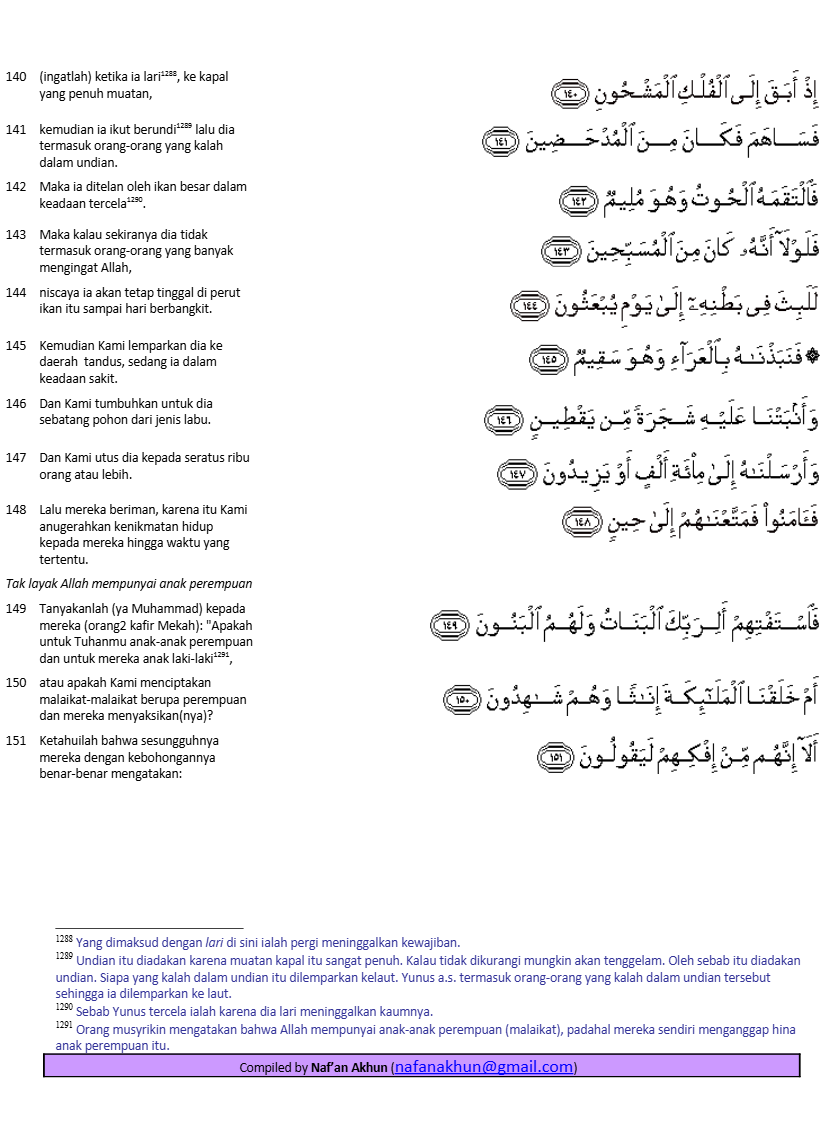 140 (ingatlah) ketika ia lari1288, ke kapal
yang penuh muatan,
إِذْ أَبَقَ إِلَى ٱلْفُلْكِ ٱلْمَشْحُونِ ١٤٠
141 kemudian ia ikut berundi1289 lalu dia
termasuk orang-orang yang kalah
dalam undian.
فَسَاهَمَ فَكَانَ مِنَ ٱلْمُدْحَضِينَ ١٤١
142 Maka ia ditelan oleh ikan besar dalam
keadaan tercela1290.
فَٱلْتَقَمَهُ ٱلْحُوتُ وَهُوَ مُلِيمٌ ١٤٢
143 Maka kalau sekiranya dia tidak
termasuk orang-orang yang banyak
mengingat Allah,
فَلَوْلَآ أَنَّهُۥ كَانَ مِنَ ٱلْمُسَبِّحِينَ ١٤٣
144 niscaya ia akan tetap tinggal di perut
ikan itu sampai hari berbangkit.
لَلَبِثَ فِى بَطْنِهِۦٓ إِلَىٰ يَوْمِ يُبْعَثُونَ ١٤٤
145 Kemudian Kami lemparkan dia ke
daerah  tandus, sedang ia dalam
keadaan sakit.
۞ فَنَبَذْنَٰهُ بِٱلْعَرَآءِ وَهُوَ سَقِيمٌ ١٤٥
146 Dan Kami tumbuhkan untuk dia
sebatang pohon dari jenis labu.
وَأَنۢبَتْنَا عَلَيْهِ شَجَرَةً مِّن يَقْطِينٍ ١٤٦
147 Dan Kami utus dia kepada seratus ribu
orang atau lebih.
وَأَرْسَلْنَٰهُ إِلَىٰ مِا۟ئَةِ أَلْفٍ أَوْ يَزِيدُونَ ١٤٧
148 Lalu mereka beriman, karena itu Kami
anugerahkan kenikmatan hidup
kepada mereka hingga waktu yang
tertentu.
فَـَٔامَنُوا۟ فَمَتَّعْنَٰهُمْ إِلَىٰ حِينٍ ١٤٨
Tak layak Allah mempunyai anak perempuan
149 Tanyakanlah (ya Muhammad) kepada
mereka (orang2 kafir Mekah): "Apakah
untuk Tuhanmu anak-anak perempuan
dan untuk mereka anak laki-laki1291,
فَٱسْتَفْتِهِمْ أَلِرَبِّكَ ٱلْبَنَاتُ وَلَهُمُ ٱلْبَنُونَ ١٤٩
150 atau apakah Kami menciptakan
malaikat-malaikat berupa perempuan
dan mereka menyaksikan(nya)?
أَمْ خَلَقْنَا ٱلْمَلَٰٓئِكَةَ إِنَٰثًا وَهُمْ شَٰهِدُونَ ١٥٠
151 Ketahuilah bahwa sesungguhnya
mereka dengan kebohongannya
benar-benar mengatakan:
أَلَآ إِنَّهُم مِّنْ إِفْكِهِمْ لَيَقُولُونَ ١٥١
1288 Yang dimaksud dengan lari di sini ialah pergi meninggalkan kewajiban.
1289 Undian itu diadakan karena muatan kapal itu sangat penuh. Kalau tidak dikurangi mungkin akan tenggelam. Oleh sebab itu diadakan
undian. Siapa yang kalah dalam undian itu dilemparkan kelaut. Yunus a.s. termasuk orang-orang yang kalah dalam undian tersebut
sehingga ia dilemparkan ke laut.
1290 Sebab Yunus tercela ialah karena dia lari meninggalkan kaumnya.
1291 Orang musyrikin mengatakan bahwa Allah mempunyai anak-anak perempuan (malaikat), padahal mereka sendiri menganggap hina
anak perempuan itu.
Compiled by Naf'an Akhun (nafanakhun@gmail.com)